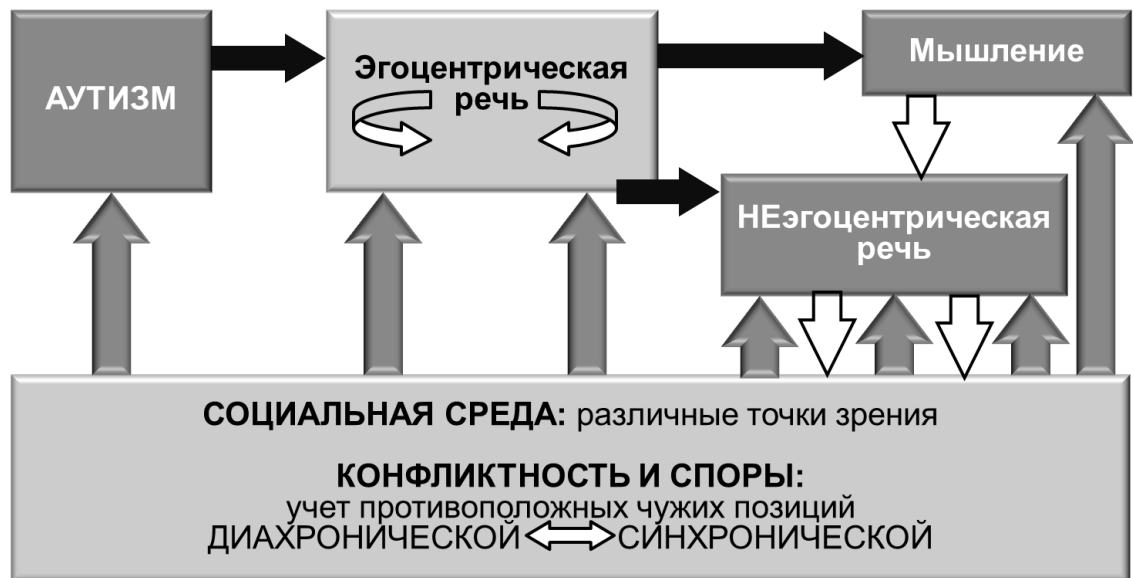 АУТИЗМ
Эгоцентрическая
речь
Мышление
НЕэгоцентрическая
речь
СОЦИАЛЬНАЯ СРЕДА: различные точки зрения
КОНФЛИКТНОСТЬ И СПОРЫ:
учет противоположных чужих позиций
ДИАХРОНИЧЕСКОЙ СИНХРОНИЧЕСКОЙ